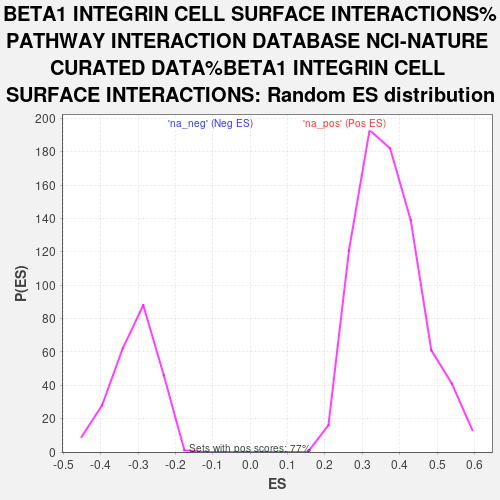 BETA1 INTEGRIN CELL SURFACE INTERACTIONS%
PATHWAY INTERACTION DATABASE NCI-NATURE
CURATED DATA%BETA1 INTEGRIN CELL
SURFACE INTERACTIONS: Random ES distribution
'na_neg' (Neg ES) 'na_pos' (Pos ES)
200
180
160
140
120
100
80
60
40
20
0
P(ES)
Sets with pos scores: 77%
-0.5 -0.4 -0.3 -0.2 -0.1 0.0 0.1 0.2 0.3 0.4 0.5 0.6
ES